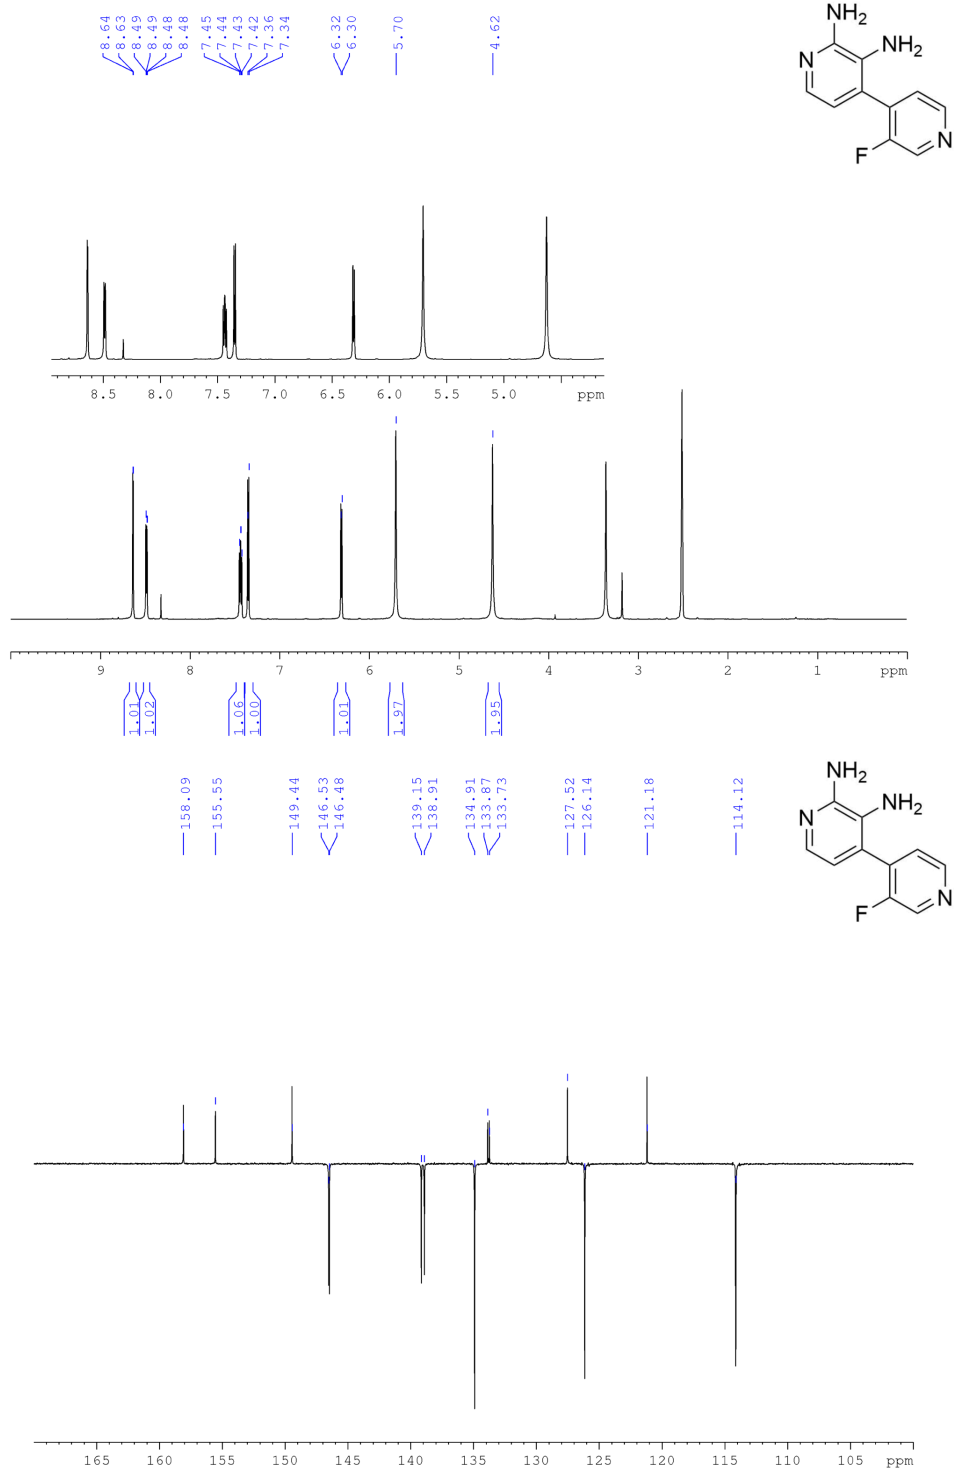 8.64
8.63
8.49
8.49
8.48
8.48
7.45
7.44
7.43
7.42
7.36
7.34
6.32
6.30
5.70
4.62
NH2
NH2
N
N
F
8.5 8.0 7.5 7.0 6.5 6.0 5.5 5.0 ppm
9 8 7 6 5 4 3 2 1 ppm
1.01
1.02
1.06
1.00
1.01
1.97
1.95
158.09
155.55
149.44
146.53
146.48
139.15
138.91
134.91
133.87
133.73
127.52
126.14
121.18
114.12
NH2
NH2
N
N
F
165 160 155 150 145 140 135 130 125 120 115 110 105 ppm